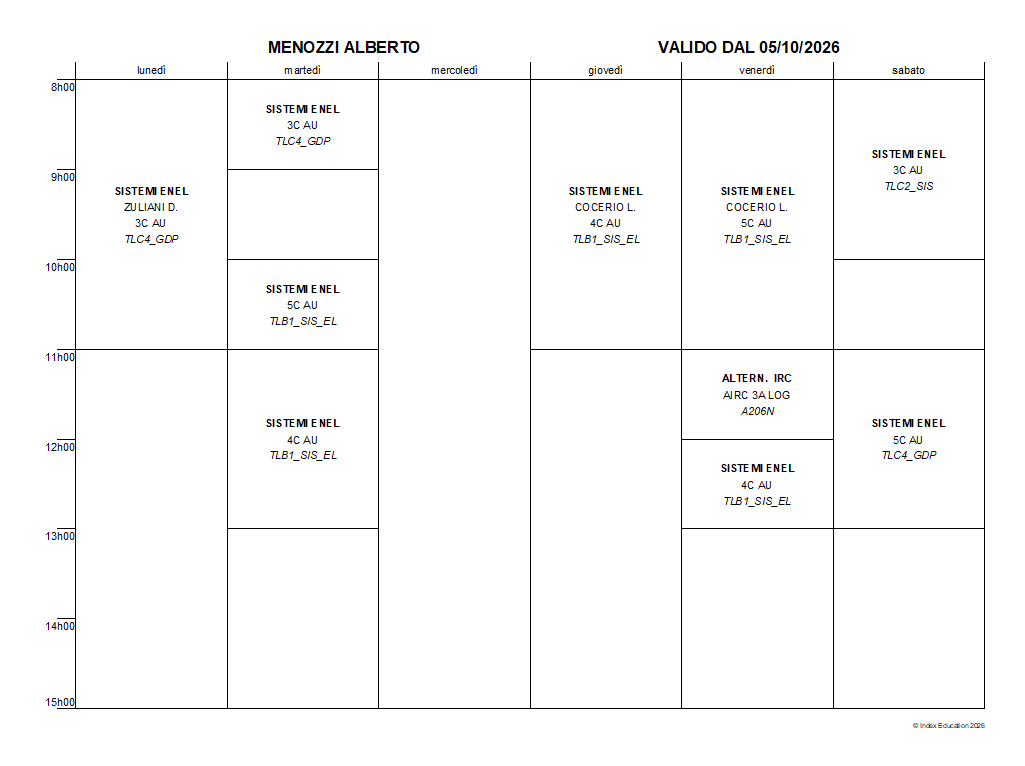 MENOZZI ALBERTO
VALIDO DAL 05/10/2026
lunedì
martedì
mercoledì
giovedì
venerdì
sabato
8h00
9h00
10h00
11h00
12h00
13h00
14h00
15h00
SISTEMI ENEL
ZULIANI D.
3C AU
TLC4_GDP
SISTEMI ENEL
3C AU
TLC4_GDP
SISTEMI ENEL
5C AU
TLB1_SIS_EL
SISTEMI ENEL
4C AU
TLB1_SIS_EL
SISTEMI ENEL
COCERIO L.
4C AU
TLB1_SIS_EL
SISTEMI ENEL
COCERIO L.
5C AU
TLB1_SIS_EL
ALTERN. IRC
AIRC 3A LOG
A206N
SISTEMI ENEL
4C AU
TLB1_SIS_EL
SISTEMI ENEL
3C AU
TLC2_SIS
SISTEMI ENEL
5C AU
TLC4_GDP
© Index Education 2026